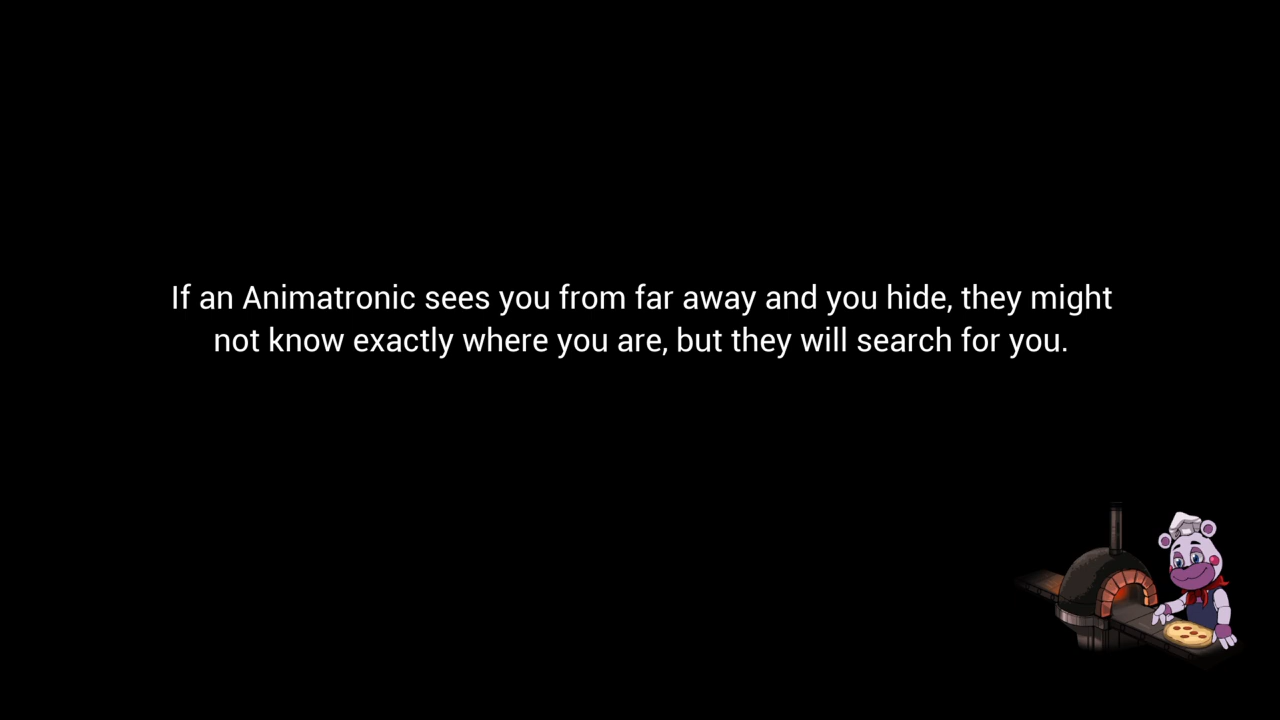 If an Animatronic sees you from far away and you hide, they might
not know exactly where you are, but they will search for you.